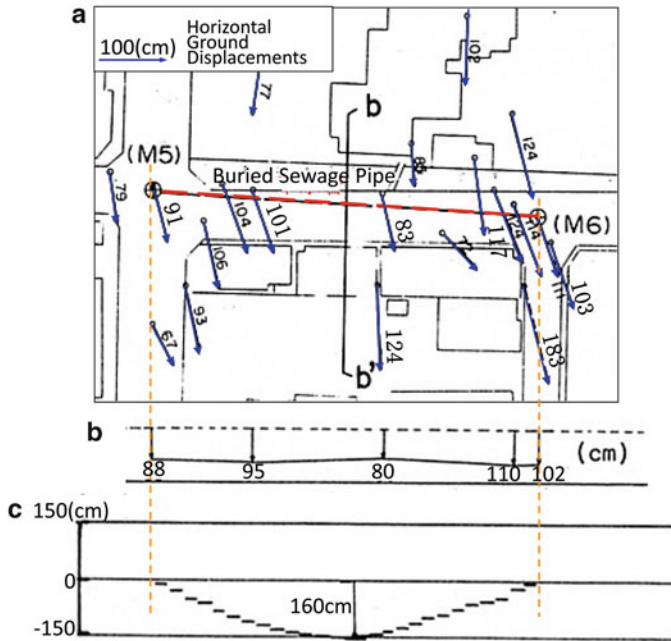 a
100(cm)
Horizontal
Ground
Displacements
77
102
b
124
(M5)
Buried Sewage Pipe
79
91
104
101
83
117
124
114
(M6)
106
77
111
103
93
67
124
183
b'
b
(cm)
88
95
80
110
102
c
150(cm)
0
160cm
-150